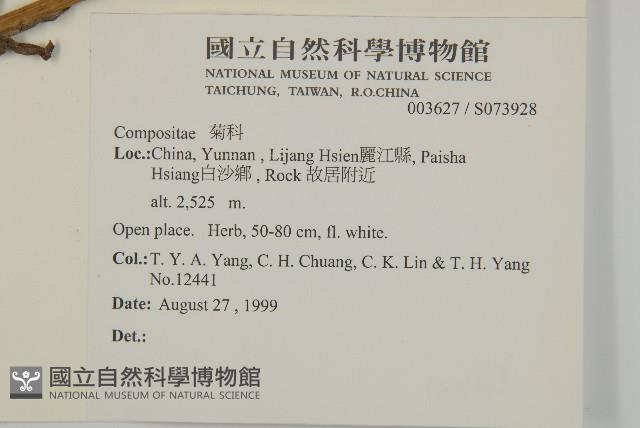 國立自然科學博物館
NATIONAL MUSEUM OF NATURAL SCIENCE
TAICHUNG, TAIWAN, R.O.CHINA
003627 / S073928
Compositae 菊科
Loc.:China, Yunnan , Lijang Hsien麗江縣, Paisha
Hsiang白沙鄉 , Rock 故居附近
alt. 2,525 m.
Open place. Herb, 50-80 cm, fl. white.
Col.: T. Y. A. Yang, C. H. Chuang, C. K. Lin & T. H. Yang
No.12441
Date: August 27 , 1999
Det.:
國立自然科學博物館
NATIONAL MUSEUM OF NATURAL SCIENCE